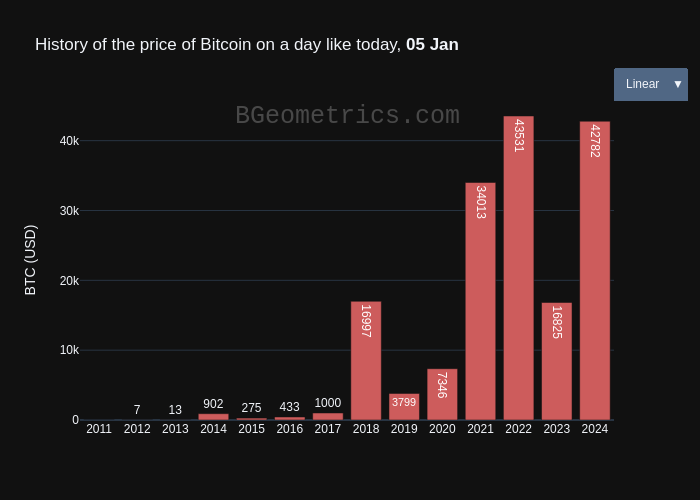 History of the price of Bitcoin on a day like today, 05 Jan
Linear ▼
BGeometrics.com
BTC (USD)
40k
30k
20k
10k
0
7
13
902
275
433
1000
16997
3799
7346
34013
43531
16825
42782
2011 2012 2013 2014 2015 2016 2017 2018 2019 2020 2021 2022 2023 2024